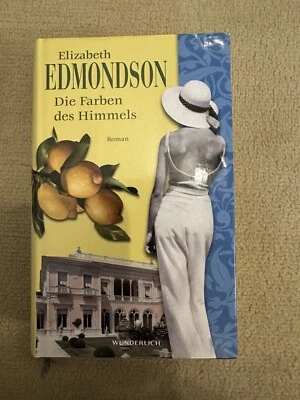 Elizabeth
EDMONDSON
Die Farben
des Himmels
Roman
WUNDERLICH